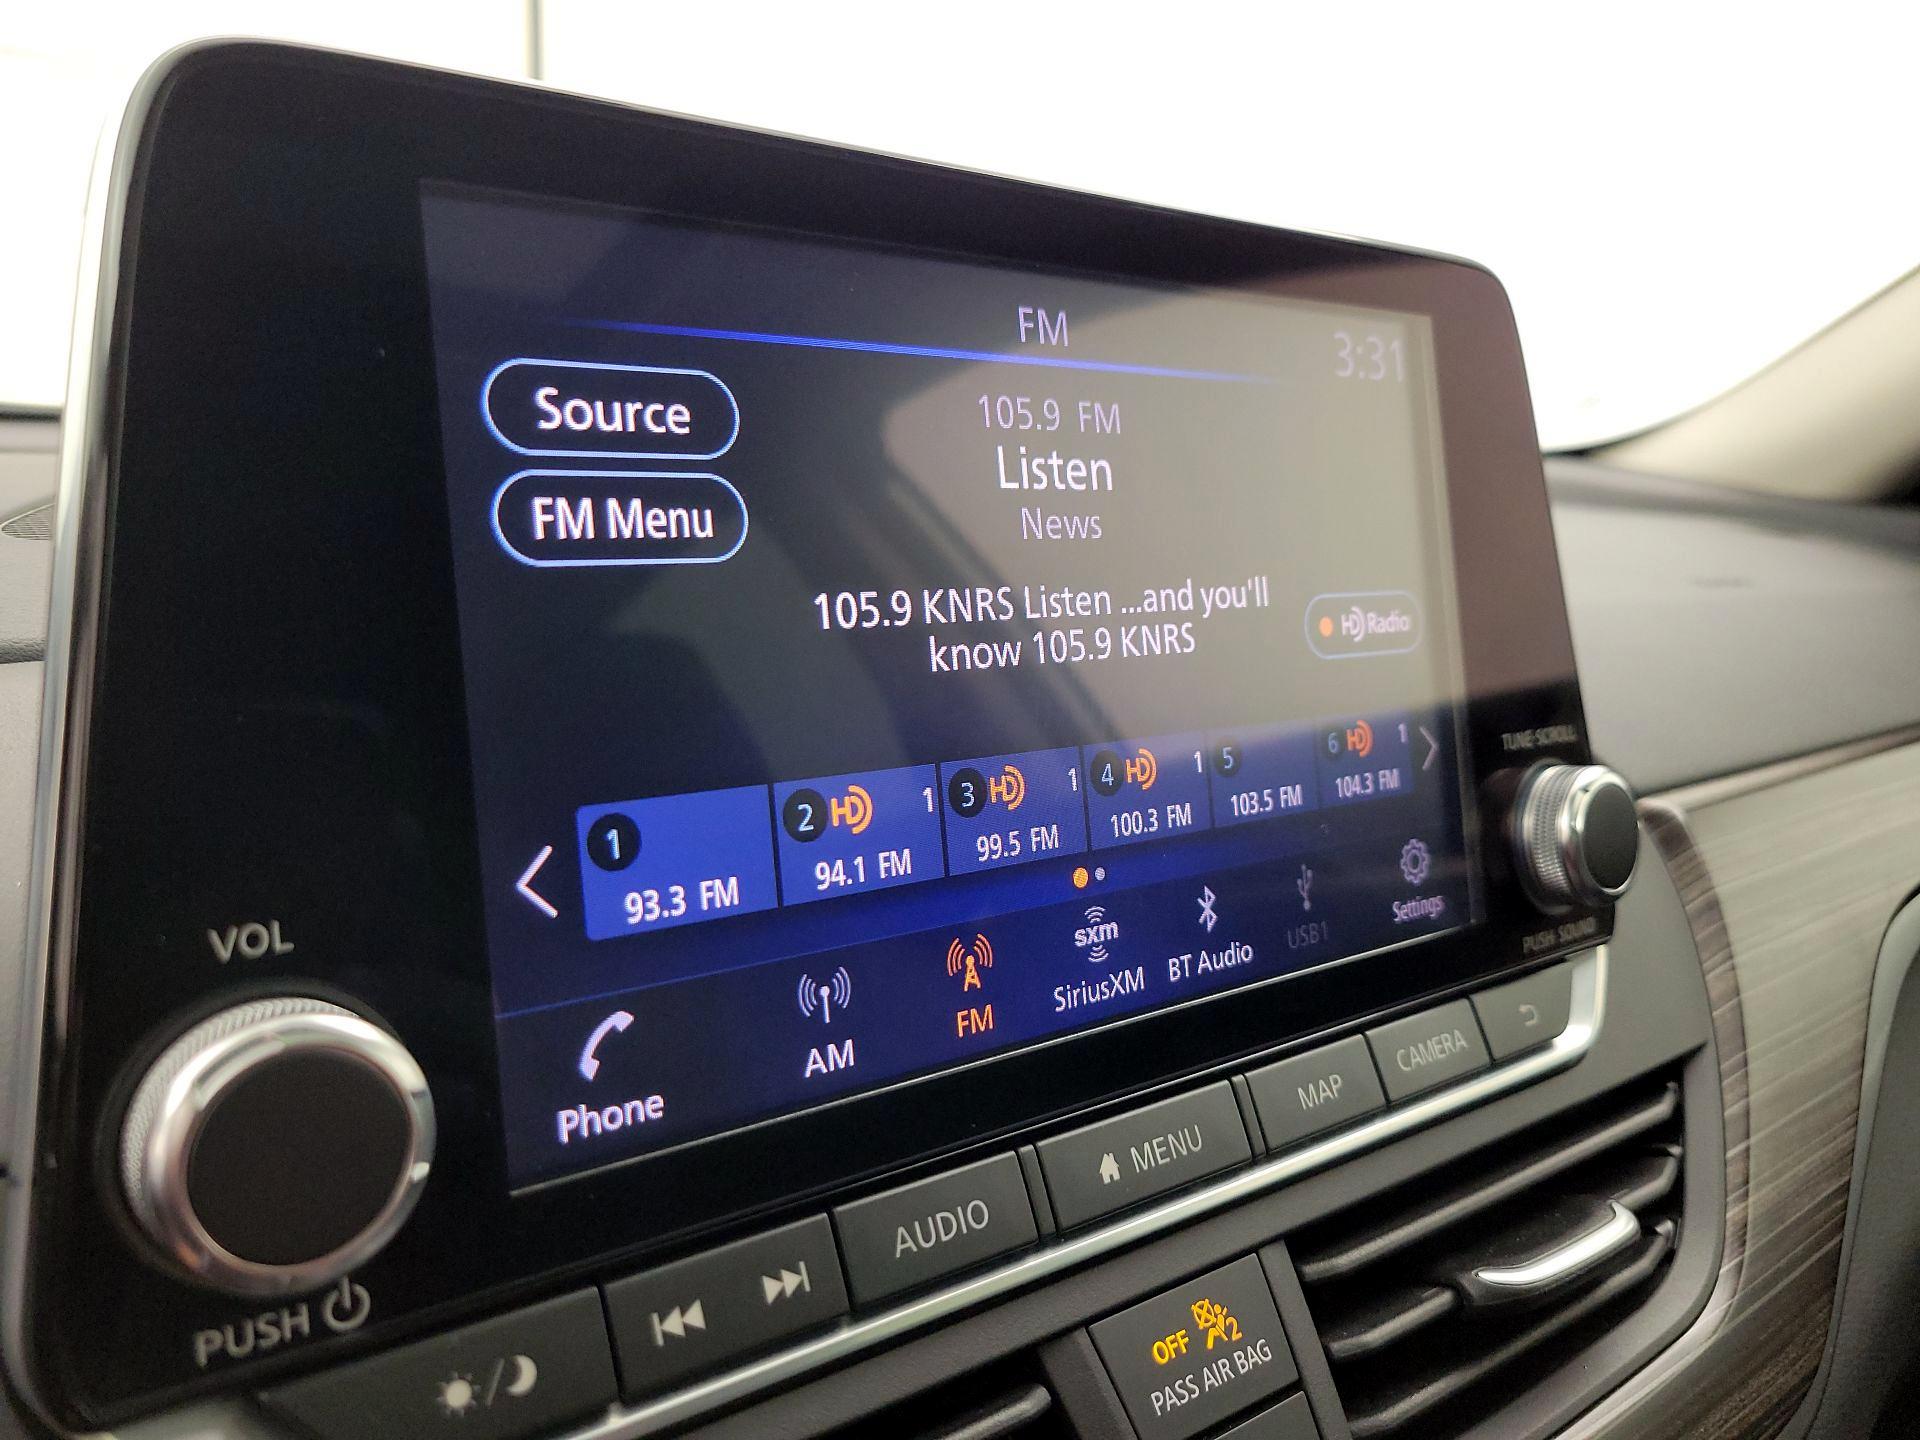 FM
3:31
Source
105.9 FM
Listen
FM Menu
News
105.9 KNRS Listen ...and you'll
know 105.9 KNRS
HD Radio
1
93.3 FM
2 HD 1
94.1 FM
3 HD 1
99.5 FM
4 HD 1
100.3 FM
5
103.5 FM
6 HD 1
104.3 FM
Phone
AM
FM
sxm
SiriusXM
BT Audio
USB1
Settings
VOL
PUSH
TUNE·SCROLL
PUSH SOUND
AUDIO
MENU
MAP
CAMERA
OFF 2
PASS AIR BAG